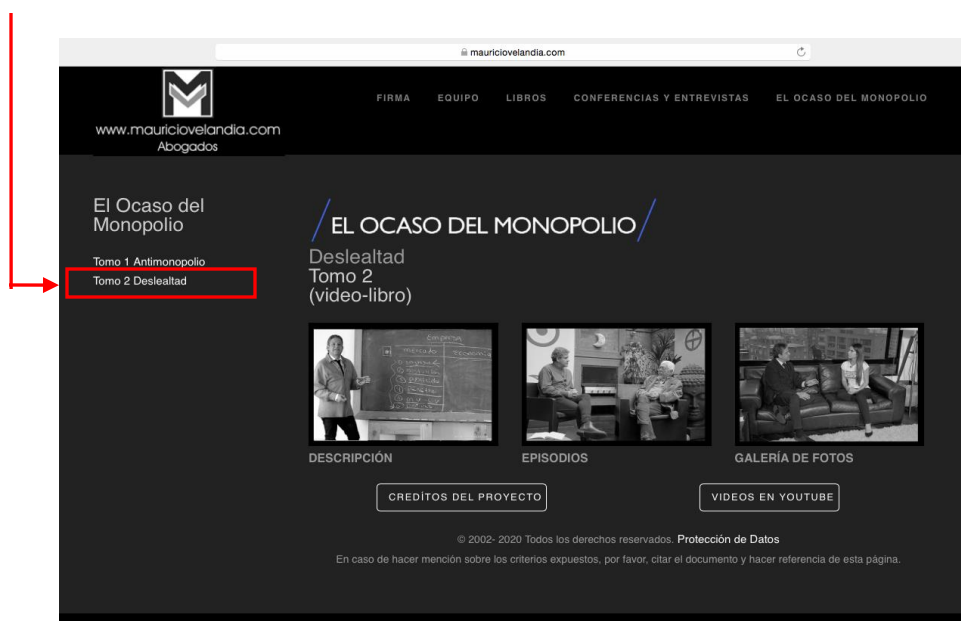 mauriciovelandia.com
www.mauriciovelandia.com
Abogados
FIRMA EQUIPO LIBROS CONFERENCIAS Y ENTREVISTAS EL OCASO DEL MONOPOLIO
El Ocaso del
Monopolio
Tomo 1 Antimonopolio
Tomo 2 Deslealtad
EL OCASO DEL MONOPOLIO
Deslealtad
Tomo 2
(video-libro)
empresa
mercado
DESCRIPCIÓN
EPISODIOS
GALERÍA DE FOTOS
CREDÍTOS DEL PROYECTO
VIDEOS EN YOUTUBE
© 2002- 2020 Todos los derechos reservados. Protección de Datos
En caso de hacer mención sobre los criterios expuestos, por favor, citar el documento y hacer referencia de esta página.